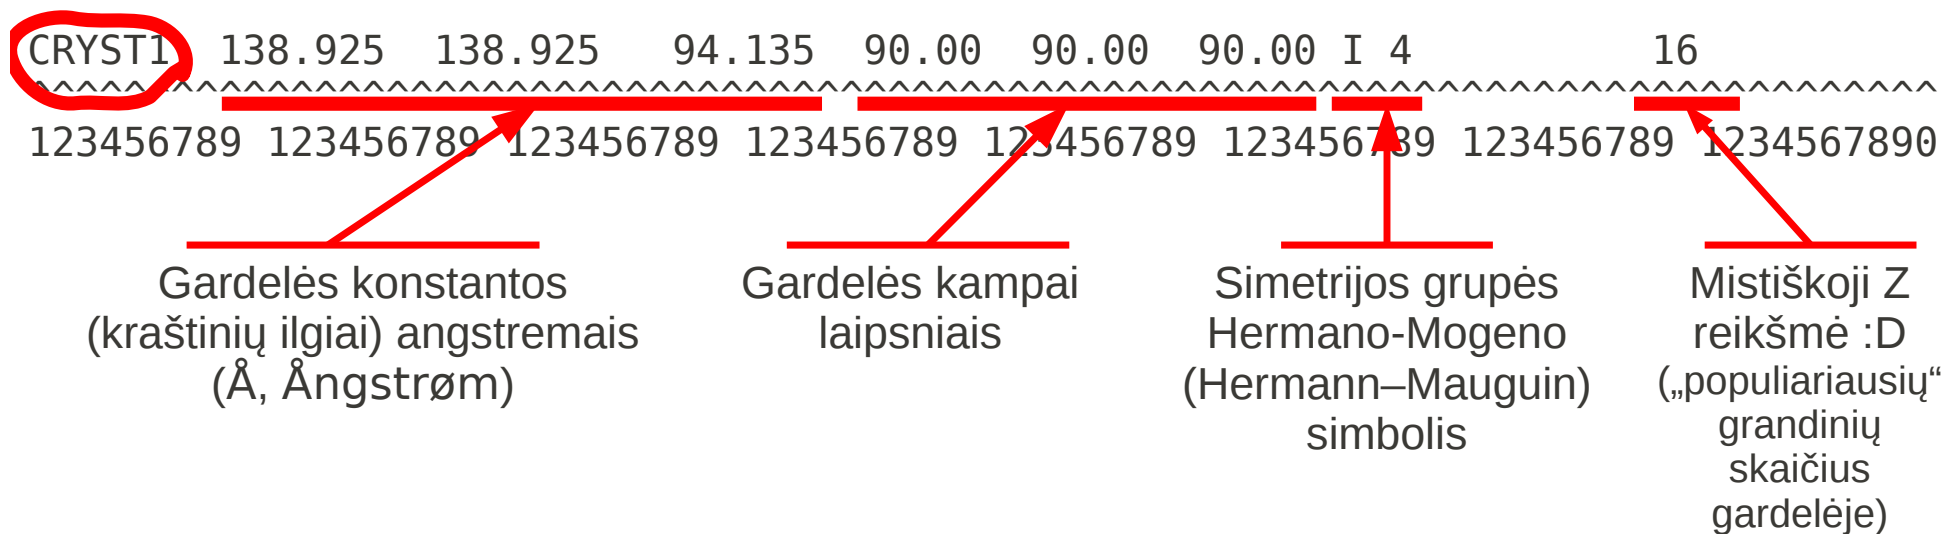 CRYST1  138.925  138.925   94.135  90.00  90.00  90.00 I 4          16
^^^^^^^^^^^^^^^^^^^^^^^^^^^^^^^^^^^^^^^^^^^^^^^^^^^^^^^^^^^^^^^^^^^^^^^^^^^^^^^^
123456789 123456789 123456789 123456789 123456789 123456789 123456789 1234567890
Gardelės konstantos
(kraštinių ilgiai) angstremais
(Å, Ångstrøm)
Gardelės kampai
laipsniais
Simetrijos grupės
Hermano-Mogeno
(Hermann–Mauguin)
simbolis
Mistiškoji Z
reikšmė :D
(„populiariausių“
grandinių
skaičius
gardelėje)